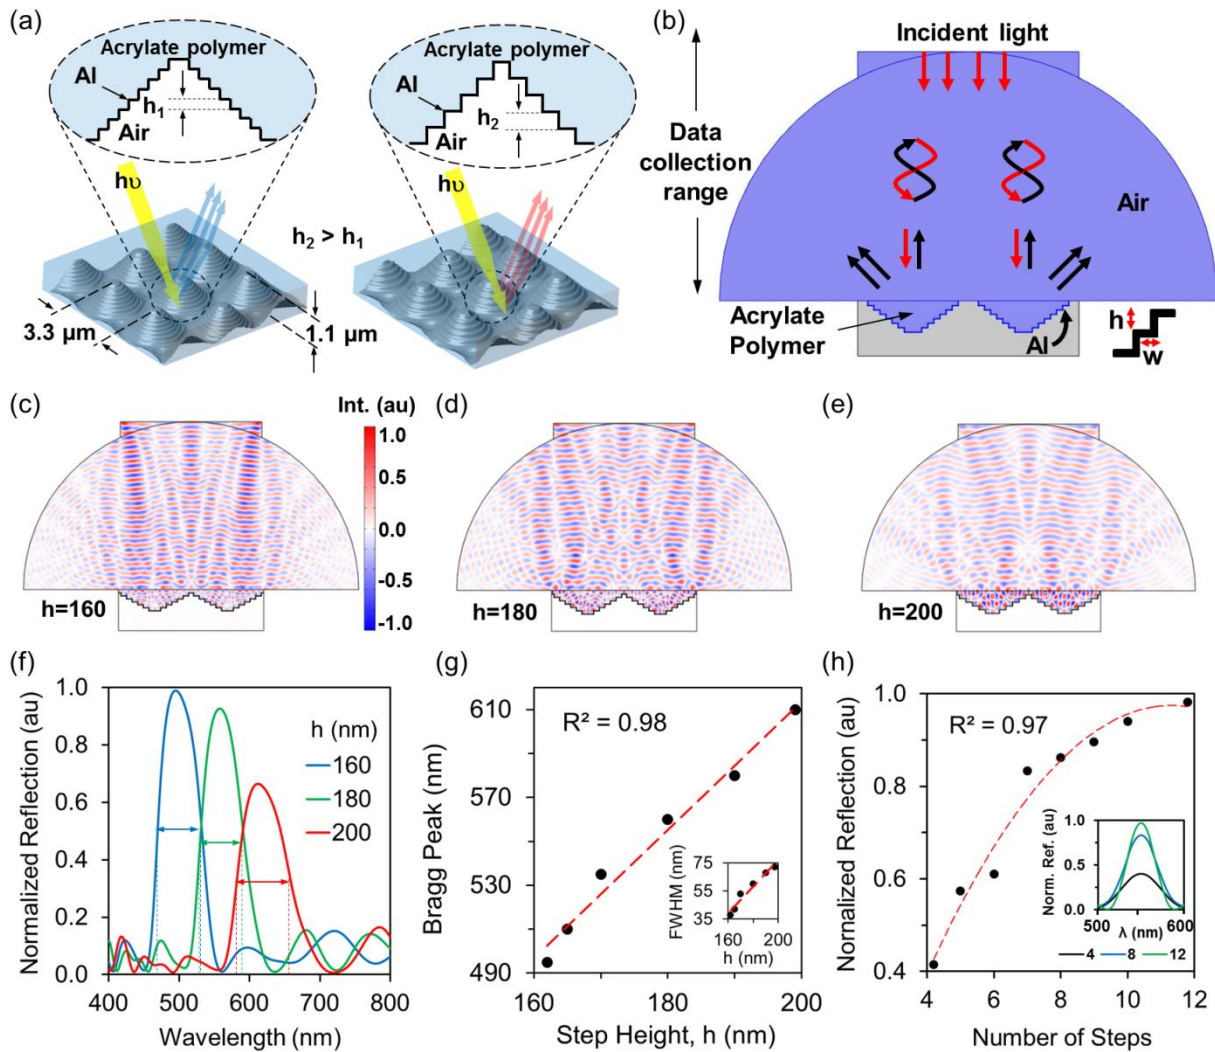 (a)
Acrylate polymer
Al
h₁
Air
hυ
3.3 μm
1.1 μm
h₂ > h₁
Acrylate polymer
Al
h₂
Air
hυ
(b)
Incident light
Data
collection
range
Air
Acrylate
Polymer
Al
h
w
(c)
h=160
Int. (au)
1.0
0.5
0.0
-0.5
-1.0
(d)
h=180
(e)
h=200
(f)
Normalized Reflection (au)
1.0
0.8
0.6
0.4
0.2
0.0
h (nm)
160
180
200
400 500 600 700 800
Wavelength (nm)
(g)
Bragg Peak (nm)
610
570
530
490
R² = 0.98
FWHM (nm)
75
55
35
160 200
h (nm)
160 180 200
Step Height, h (nm)
(h)
Normalized Reflection (au)
1.0
0.8
0.6
0.4
R² = 0.97
Norm. Ref. (au)
1.0
0.5
0.0
500 600
λ (nm)
4 8 12
4 6 8 10 12
Number of Steps